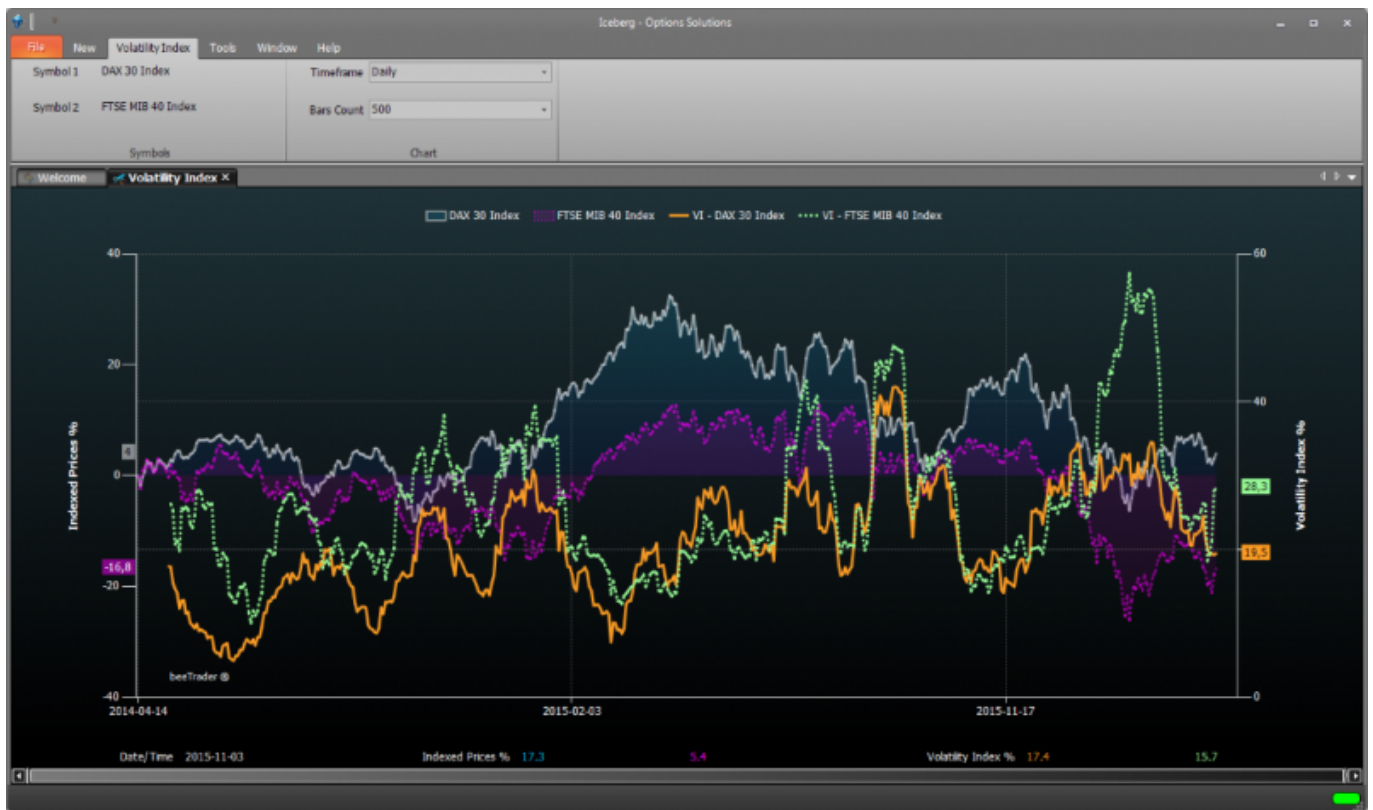 Iceberg - Options Solutions
File New Volatility Index Tools Window Help
Symbol 1 DAX 30 Index Timeframe Daily
Symbol 2 FTSE MIB 40 Index Bars Count 500
Symbols Chart
Welcome Volatility Index ×
DAX 30 Index FTSE MIB 40 Index VI - DAX 30 Index VI - FTSE MIB 40 Index
40 60
20 40
4
0
28,3
19,5
-16,8
-20
-40 0
Indexed Prices %
Volatility Index %
beeTrader ®
2014-04-14 2015-02-03 2015-11-17
Date/Time 2015-11-03 Indexed Prices % 17.3 5.4 Volatility Index % 17.4 15.7